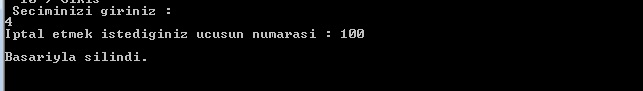 Seciminizi giriniz :
4
Iptal etmek istediginiz ucusun numarasi : 100
Basariyla silindi.